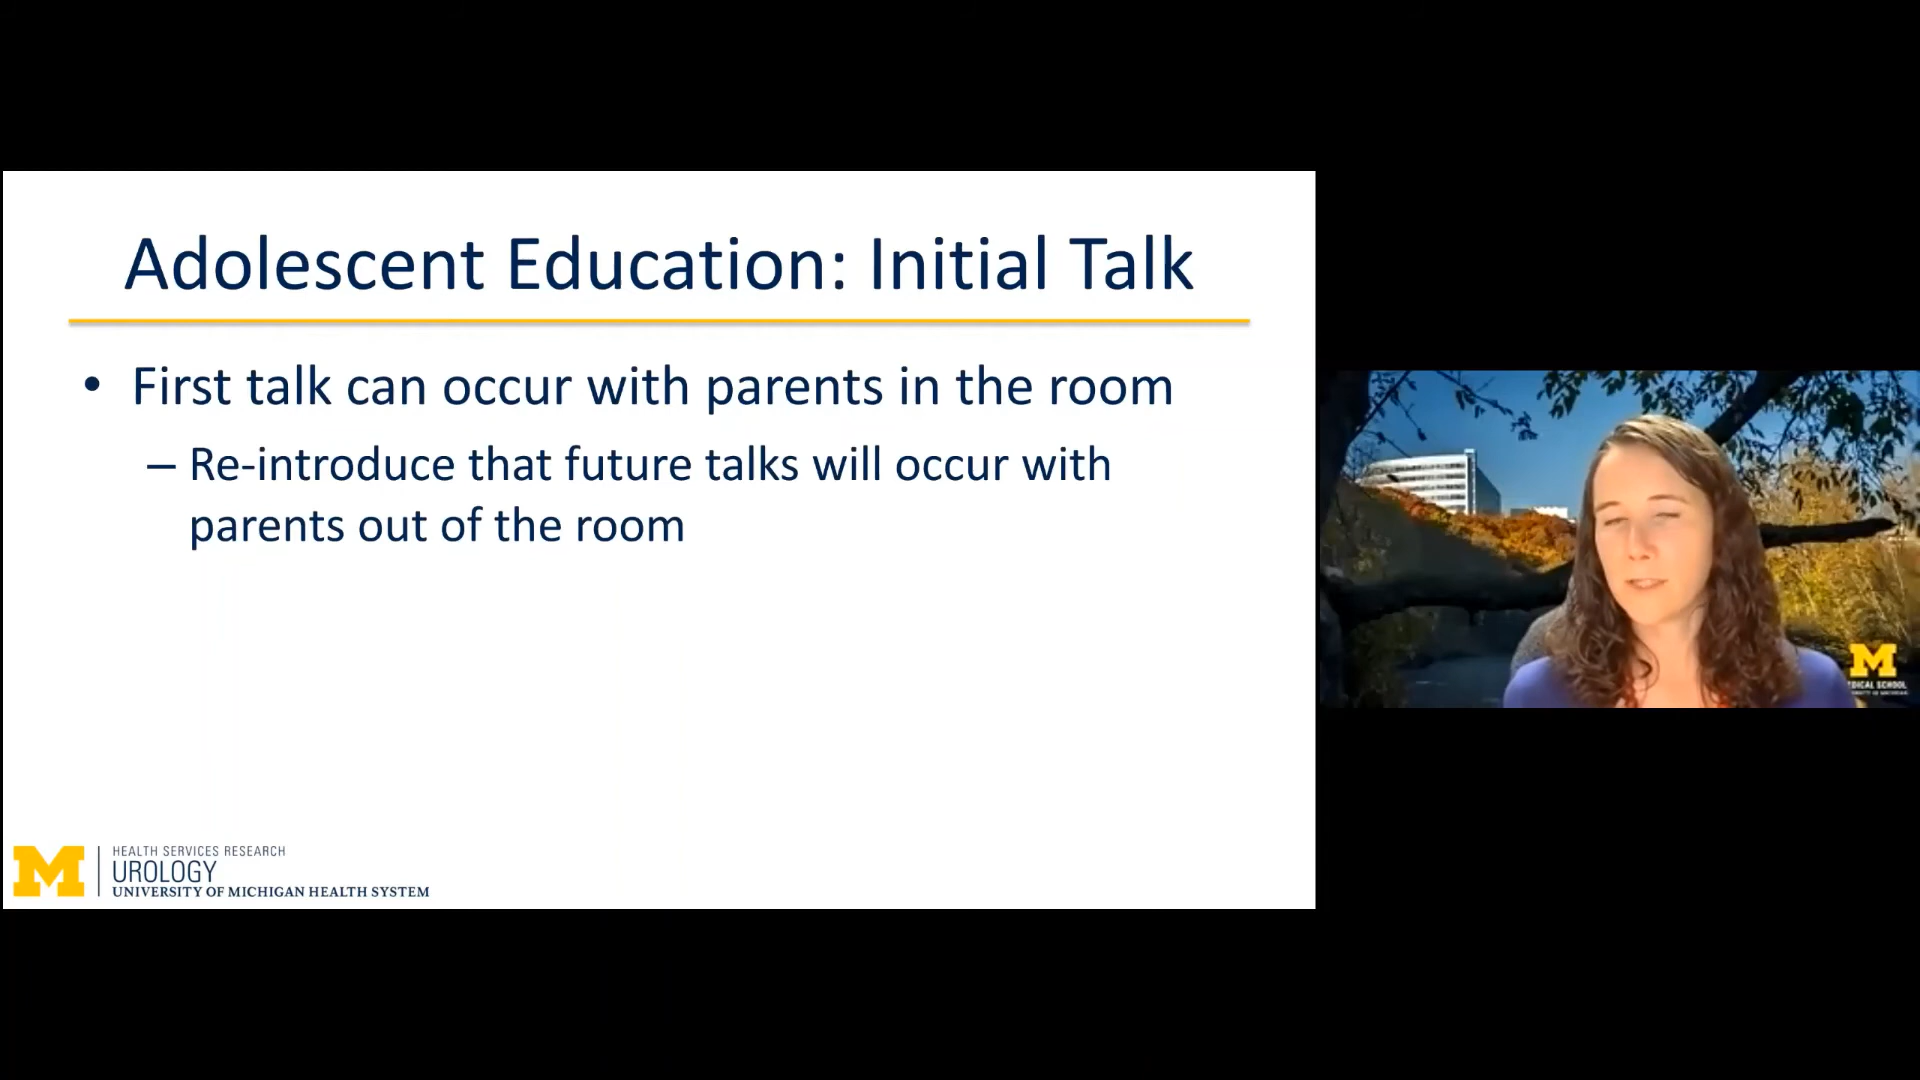 Adolescent Education: Initial Talk
• First talk can occur with parents in the room
– Re-introduce that future talks will occur with
parents out of the room
M
HEALTH SERVICES RESEARCH
UROLOGY
UNIVERSITY OF MICHIGAN HEALTH SYSTEM
M
SCHOOL